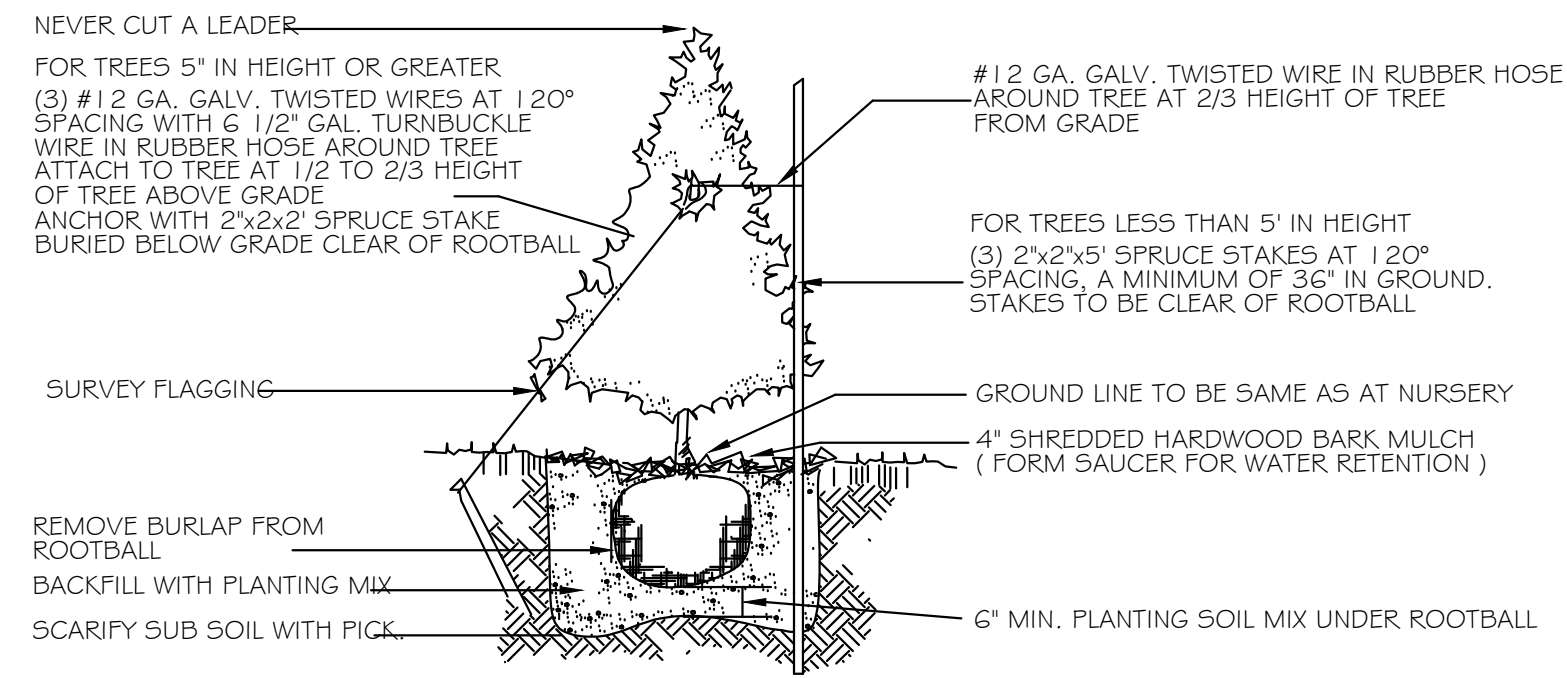 NEVER CUT A LEADER
FOR TREES 5" IN HEIGHT OR GREATER
(3) #12 GA. GALV. TWISTED WIRES AT 120°
SPACING WITH 6 1/2" GAL. TURNBUCKLE
WIRE IN RUBBER HOSE AROUND TREE
ATTACH TO TREE AT 1/2 TO 2/3 HEIGHT
OF TREE ABOVE GRADE
ANCHOR WITH 2"x2x2' SPRUCE STAKE
BURIED BELOW GRADE CLEAR OF ROOTBALL
SURVEY FLAGGING
REMOVE BURLAP FROM
ROOTBALL
BACKFILL WITH PLANTING MIX
SCARIFY SUB SOIL WITH PICK.
#12 GA. GALV. TWISTED WIRE IN RUBBER HOSE
AROUND TREE AT 2/3 HEIGHT OF TREE
FROM GRADE
FOR TREES LESS THAN 5' IN HEIGHT
(3) 2"x2"x5' SPRUCE STAKES AT 120°
SPACING, A MINIMUM OF 36" IN GROUND.
STAKES TO BE CLEAR OF ROOTBALL
GROUND LINE TO BE SAME AS AT NURSERY
4" SHREDDED HARDWOOD BARK MULCH
( FORM SAUCER FOR WATER RETENTION )
6" MIN. PLANTING SOIL MIX UNDER ROOTBALL